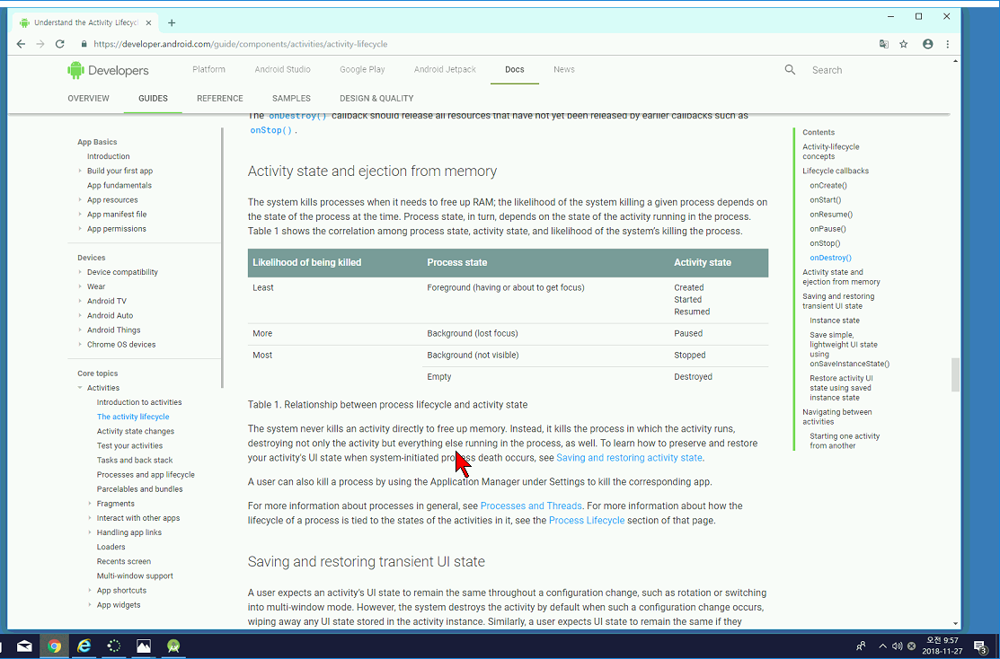 Understand the Activity Lifecyc
https://developer.android.com/guide/components/activities/activity-lifecycle
Developers
Platform
Android Studio
Google Play
Android Jetpack
Docs
News
Search
OVERVIEW
GUIDES
REFERENCE
SAMPLES
DESIGN & QUALITY
App Basics
Introduction
Build your first app
App fundamentals
App resources
App manifest file
App permissions
Devices
Device compatibility
Wear
Android TV
Android Auto
Android Things
Chrome OS devices
Core topics
Activities
Introduction to activities
The activity lifecycle
Activity state changes
Test your activities
Tasks and back stack
Processes and app lifecycle
Parcelables and bundles
Fragments
Interact with other apps
Handling app links
Loaders
Recents screen
Multi-window support
App shortcuts
App widgets
The onDestroy() callback should release all resources that have not yet been released by earlier callbacks such as
onStop().
Activity state and ejection from memory
The system kills processes when it needs to free up RAM; the likelihood of the system killing a given process depends on
the state of the process at the time. Process state, in turn, depends on the state of the activity running in the process.
Table 1 shows the correlation among process state, activity state, and likelihood of the system's killing the process.
Likelihood of being killed Process state Activity state
Least Foreground (having or about to get focus) Created
Started
Resumed
More Background (lost focus) Paused
Most Background (not visible) Stopped
Empty Destroyed
Table 1. Relationship between process lifecycle and activity state
The system never kills an activity directly to free up memory. Instead, it kills the process in which the activity runs,
destroying not only the activity but everything else running in the process, as well. To learn how to preserve and restore
your activity's UI state when system-initiated process death occurs, see Saving and restoring activity state.
A user can also kill a process by using the Application Manager under Settings to kill the corresponding app.
For more information about processes in general, see Processes and Threads. For more information about how the
lifecycle of a process is tied to the states of the activities in it, see the Process Lifecycle section of that page.
Saving and restoring transient UI state
A user expects an activity's UI state to remain the same throughout a configuration change, such as rotation or switching
into multi-window mode. However, the system destroys the activity by default when such a configuration change occurs,
wiping away any UI state stored in the activity instance. Similarly, a user expects UI state to remain the same if they
Contents
Activity-lifecycle
concepts
Lifecycle callbacks
onCreate()
onStart()
onResume()
onPause()
onStop()
onDestroy()
Activity state and
ejection from memory
Saving and restoring
transient UI state
Instance state
Save simple,
lightweight UI state
using
onSaveInstanceState()
Restore activity UI
state using saved
instance state
Navigating between
activities
Starting one activity
from another
오전 9:57
2018-11-27
3